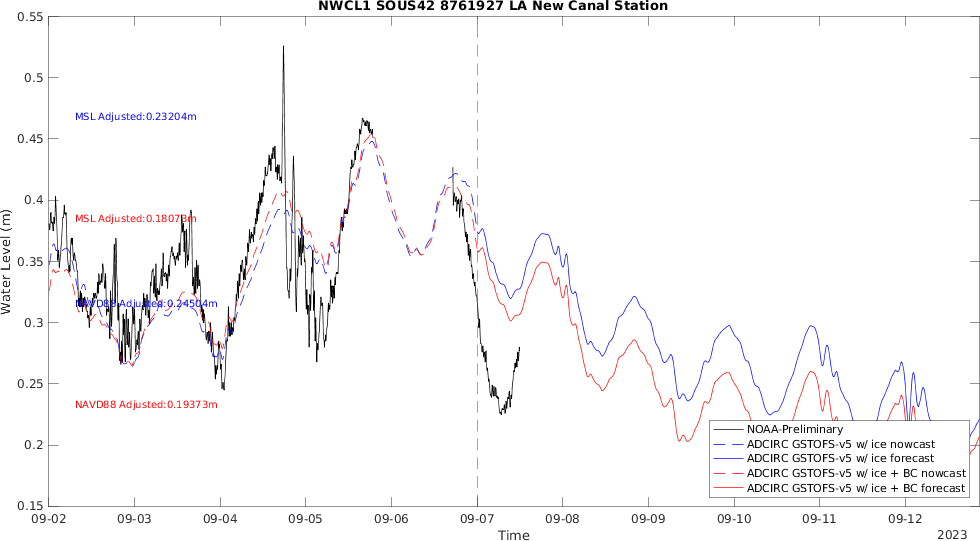 NWCL1 SOUS42 8761927 LA New Canal Station
0.55
0.5
0.45
0.4
0.35
0.3
0.25
0.2
0.15
Water Level (m)
MSL Adjusted:0.23204m
MSL Adjusted:0.18073m
NAVD88 Adjusted:0.24504m
NAVD88 Adjusted:0.19373m
NOAA-Preliminary
ADCIRC GSTOFS-v5 w/ ice nowcast
ADCIRC GSTOFS-v5 w/ ice forecast
ADCIRC GSTOFS-v5 w/ ice + BC nowcast
ADCIRC GSTOFS-v5 w/ ice + BC forecast
09-02 09-03 09-04 09-05 09-06 09-07 09-08 09-09 09-10 09-11 09-12
Time
2023